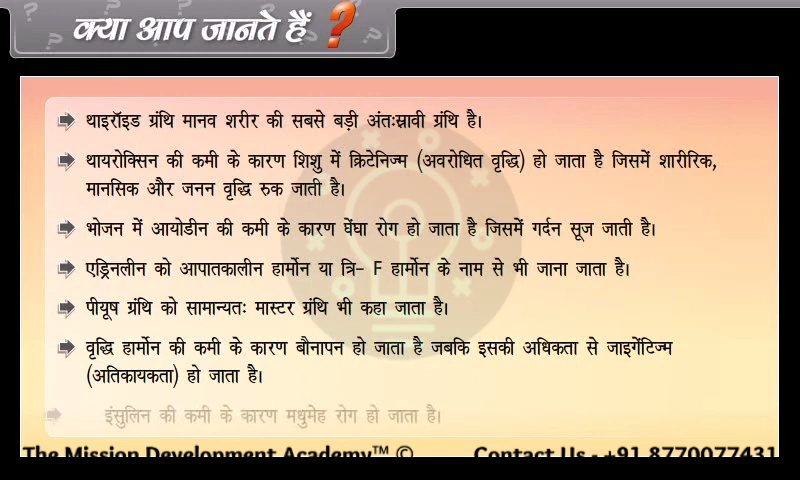 क्या आप जानते हैं ?
थाइरॉइड ग्रंथि मानव शरीर की सबसे बड़ी अंतःस्रावी ग्रंथि है।
थायरोक्सिन की कमी के कारण शिशु में क्रिटेनिज्म (अवरोधित वृद्धि) हो जाता है जिसमें शारीरिक,
मानसिक और जनन वृद्धि रुक जाती है।
भोजन में आयोडीन की कमी के कारण घेंघा रोग हो जाता है जिसमें गर्दन सूज जाती है।
एड्रिनलीन को आपातकालीन हार्मोन या त्रि- F हार्मोन के नाम से भी जाना जाता है।
पीयूष ग्रंथि को सामान्यतः मास्टर ग्रंथि भी कहा जाता है।
वृद्धि हार्मोन की कमी के कारण बौनापन हो जाता है जबकि इसकी अधिकता से जाइगेंटिज्म
(अतिकायकता) हो जाता है।
इंसुलिन की कमी के कारण मधुमेह रोग हो जाता है।
The Mission Development Academy™ © Contact Us - +91 8770077431